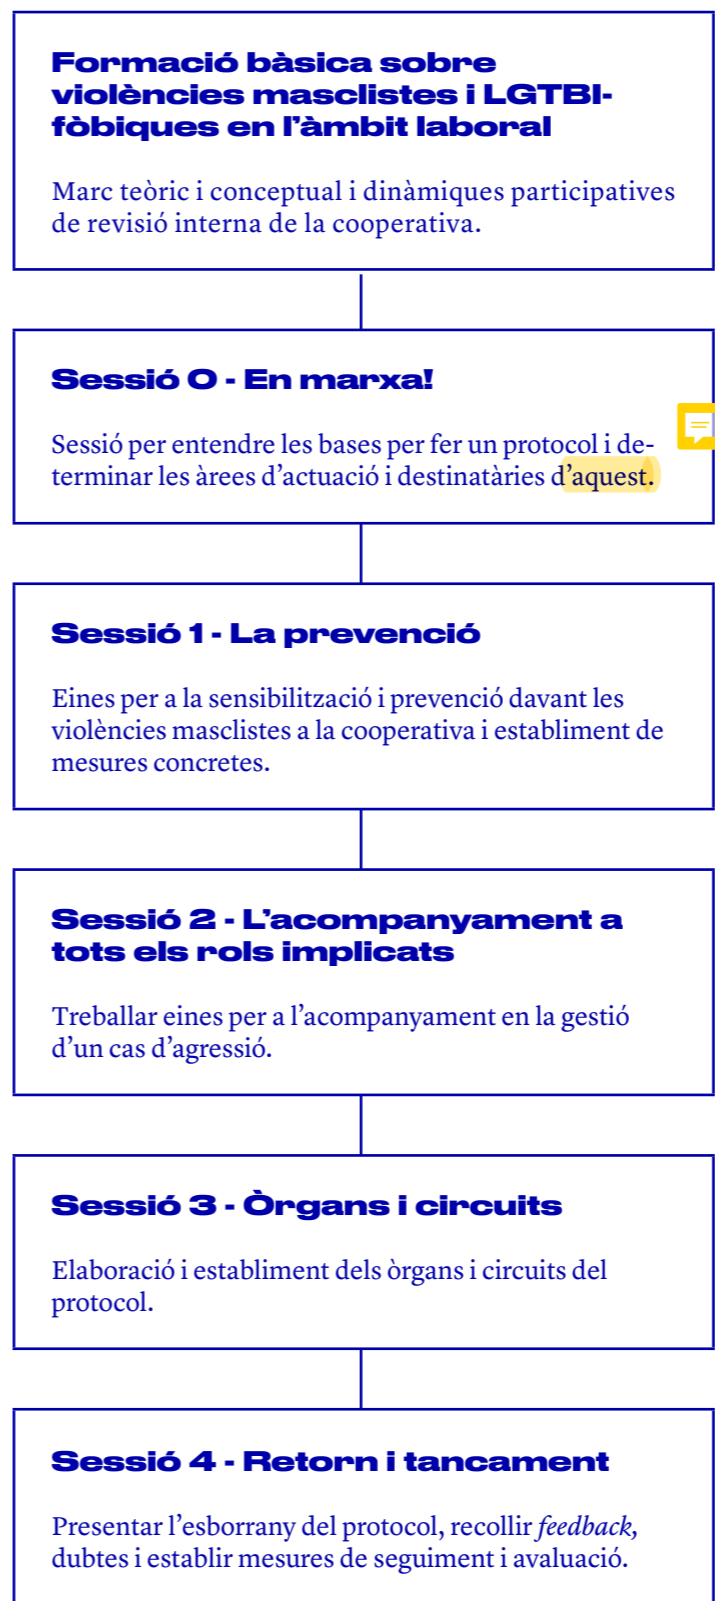 Formació bàsica sobre
violències masclistes i LGTBI-
fòbiques en l’àmbit laboral
Marc teòric i conceptual i dinàmiques participatives
de revisió interna de la cooperativa.
Sessió 0 - En marxa!
Sessió per entendre les bases per fer un protocol i de-
terminar les àrees d’actuació i destinatàries d’aquest.
Sessió 1 - La prevenció
Eines per a la sensibilització i prevenció davant les
violències masclistes a la cooperativa i establiment de
mesures concretes.
Sessió 2 - L’acompanyament a
tots els rols implicats
Treballar eines per a l’acompanyament en la gestió
d’un cas d’agressió.
Sessió 3 - Òrgans i circuits
Elaboració i establiment dels òrgans i circuits del
protocol.
Sessió 4 - Retorn i tancament
Presentar l’esborrany del protocol, recollir feedback,
dubtes i establir mesures de seguiment i avaluació.